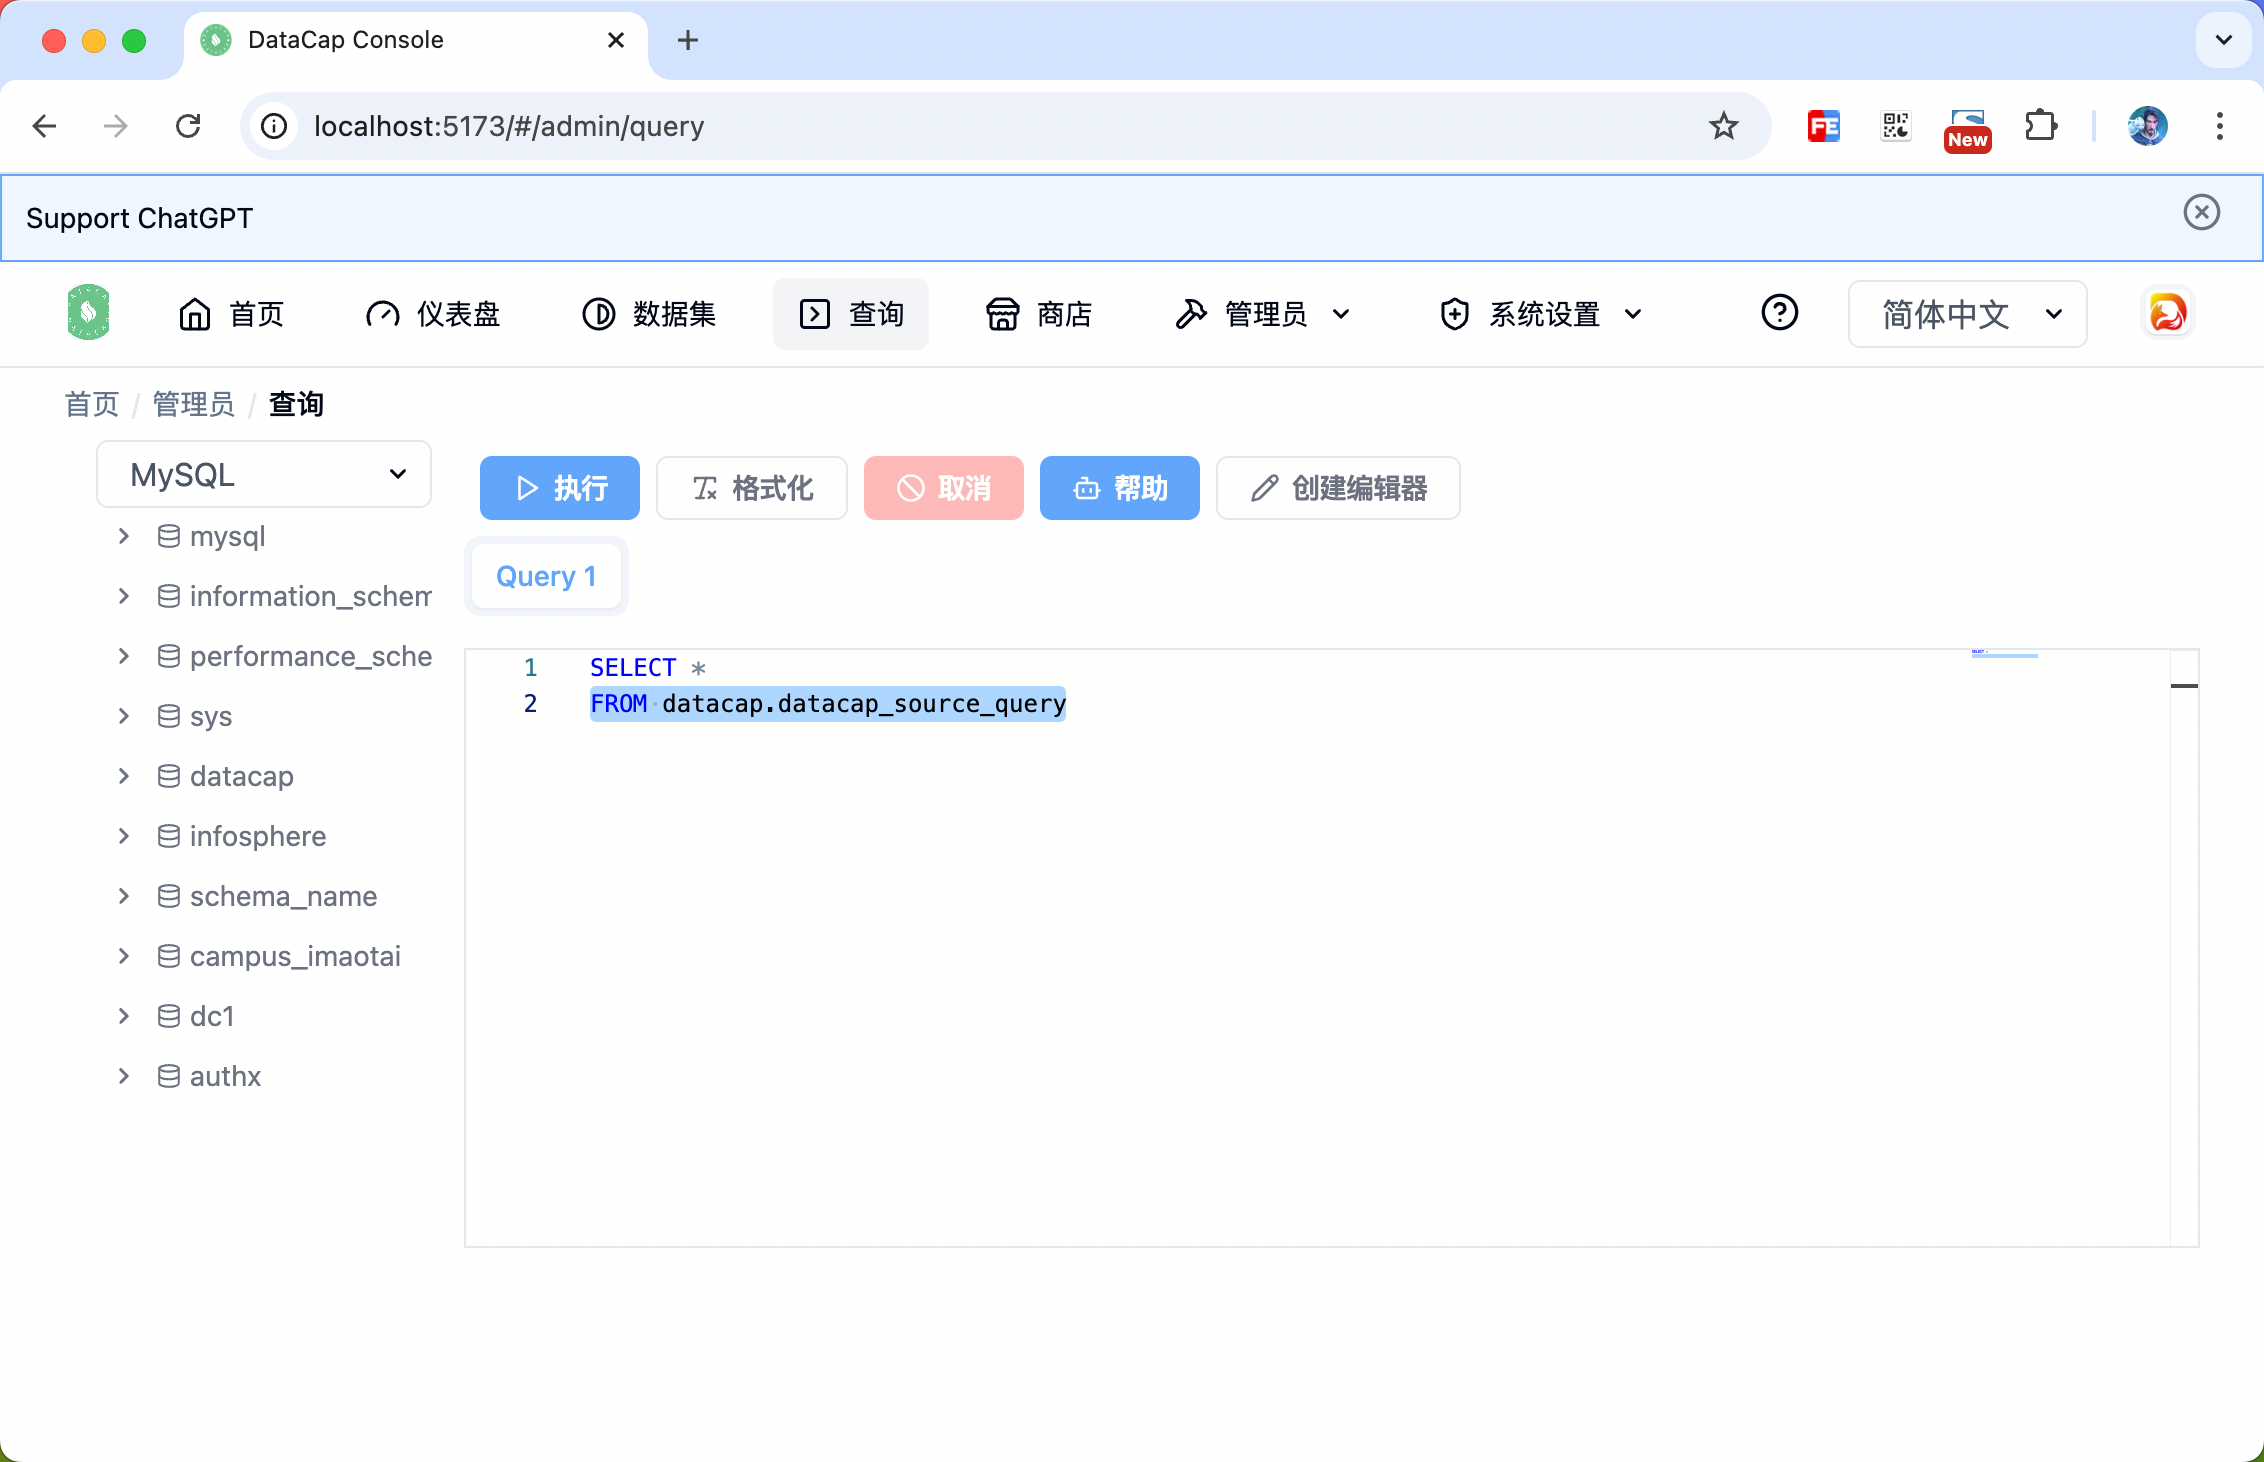 DataCap Console
localhost:5173/#/admin/query
New
Support ChatGPT
首页 仪表盘 数据集 查询 商店 管理员 系统设置 简体中文
首页 / 管理员 / 查询
MySQL
执行 格式化 取消 帮助 创建编辑器
mysql
information_schem
performance_sche
sys
datacap
infosphere
schema_name
campus_imaotai
dc1
authx
Query 1
1 SELECT *
2 FROM datacap.datacap_source_query